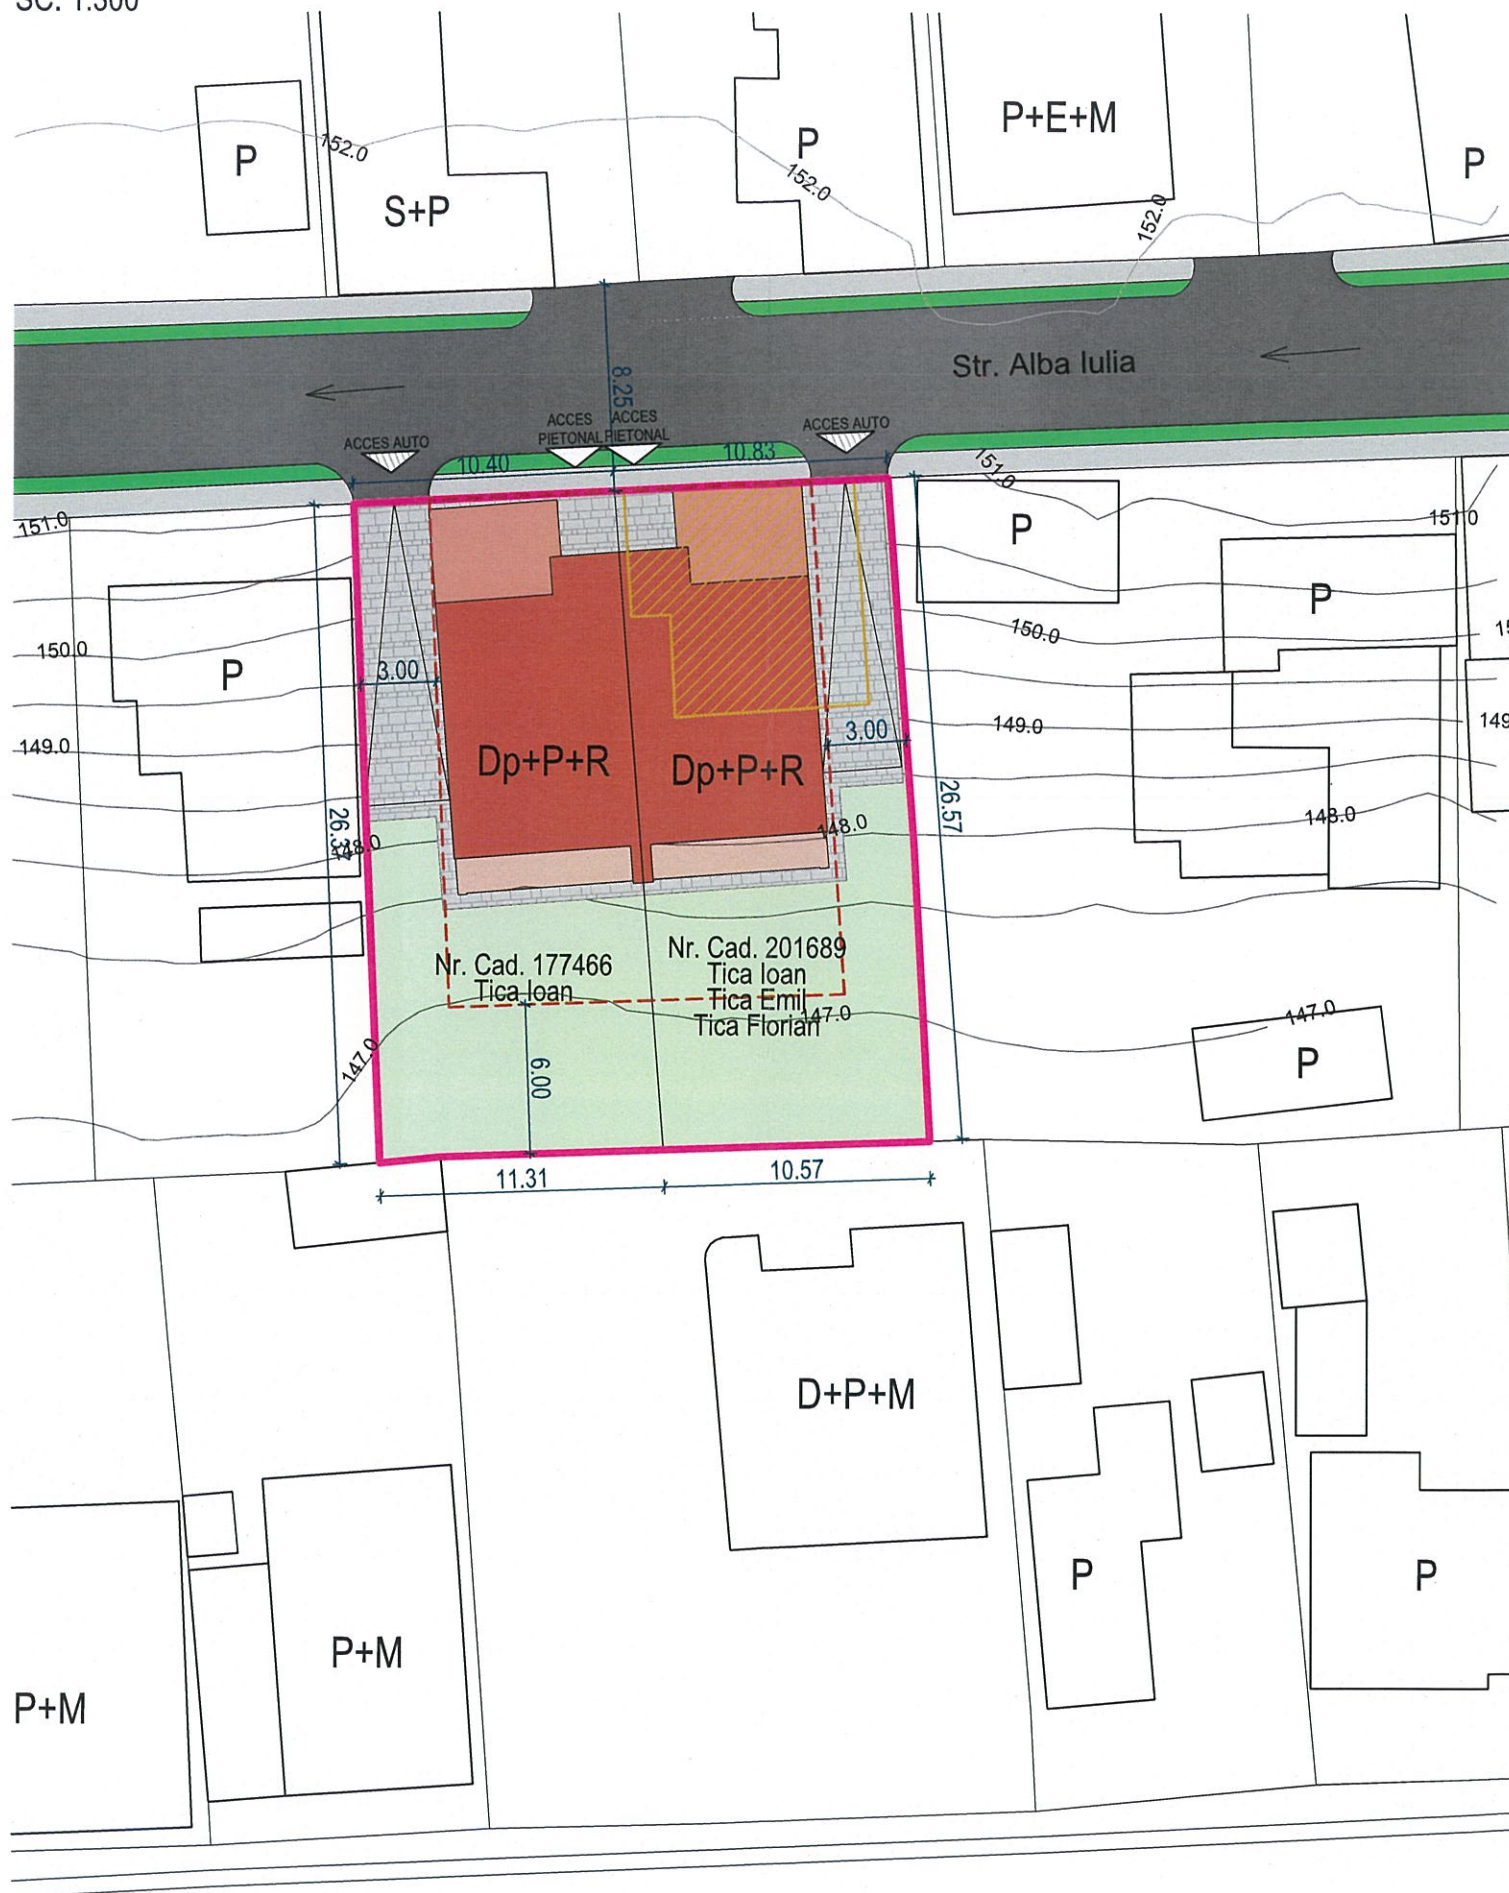 SC. 1:300
P+E+M
P
152.0
P
P
152.0
S+P
152.0
Str. Alba Iulia
8.25
ACCES
PIETONAL
ACCES
PIETONAL
ACCES AUTO
ACCES AUTO
10.40
10.83
151.0
151.0
151.0
P
P
150.0
150.0
3.00
P
149.0
149.0
149
3.00
Dp+P+R
Dp+P+R
26.57
148.0
148.0
148.0
Nr. Cad. 177466
Tica Ioan
Nr. Cad. 201689
Tica Ioan
Tica Emil
Tica Florian
147.0
147.0
147.0
P
6.00
11.31
10.57
D+P+M
P
P
P+M
P+M